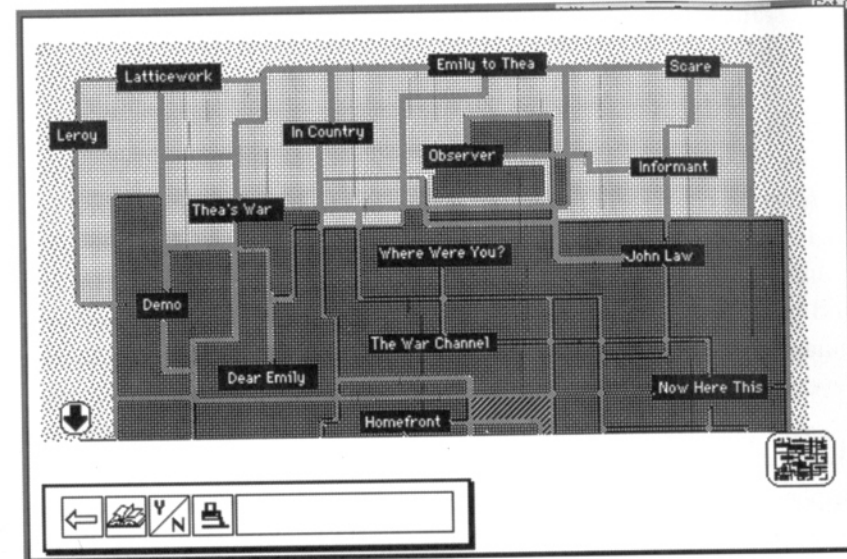 Emily to Thea
Scare
Latticework
Leroy
In Country
Observer
Informant
Thea's War
Where Were You?
John Law
Demo
The War Channel
Dear Emily
Now Here This
Homefront
Y/N